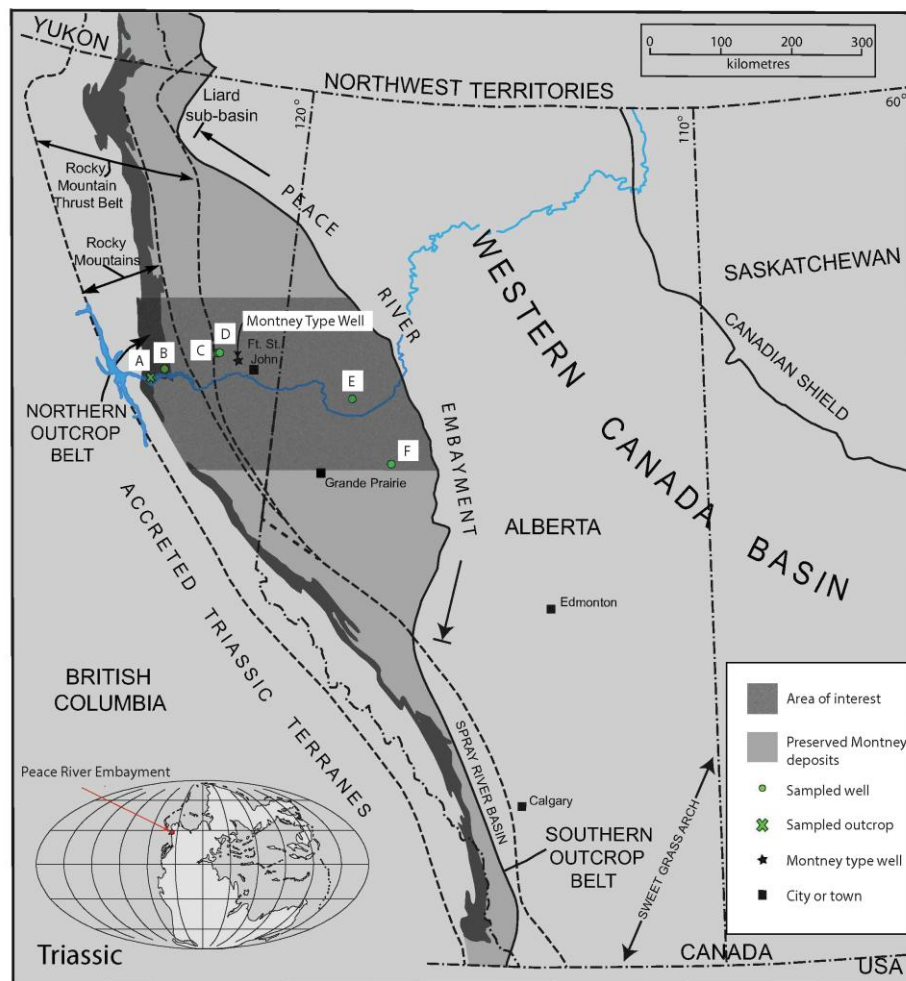 YUKON
NORTHWEST TERRITORIES
0 100 200 300
kilometres
60°
120°
110°
Liard
sub-basin
Rocky
Mountain
Thrust Belt
Rocky
Mountains
PEACE
RIVER
EMBAYMENT
WESTERN
CANADA
BASIN
SASKATCHEWAN
CANADIAN SHIELD
Montney Type Well
A
B
C
D
Ft. St.
John
E
F
NORTHERN
OUTCROP
BELT
Grande Prairie
ALBERTA
ACCRETED TRIASSIC TERRANES
Edmonton
BRITISH
COLUMBIA
SPRAY RIVER BASIN
Calgary
SOUTHERN
OUTCROP
BELT
SWEET GRASS ARCH
Peace River Embayment
Triassic
Area of interest
Preserved Montney
deposits
Sampled well
Sampled outcrop
Montney type well
City or town
CANADA
USA